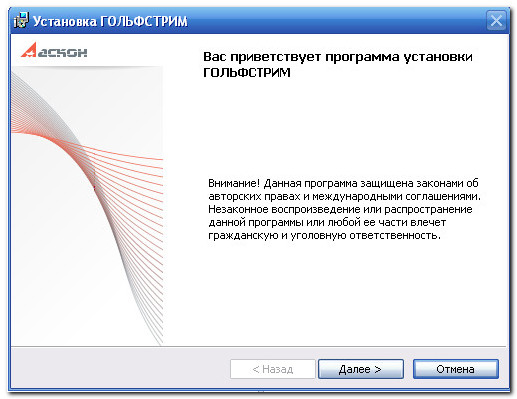 Установка ГОЛЬФСТРИМ
АСКОН
Вас приветствует программа установки
ГОЛЬФСТРИМ
Внимание! Данная программа защищена законами об
авторских правах и международными соглашениями.
Незаконное воспроизведение или распространение
данной программы или любой ее части влечет
гражданскую и уголовную ответственность.
< Назад
Далее >
Отмена